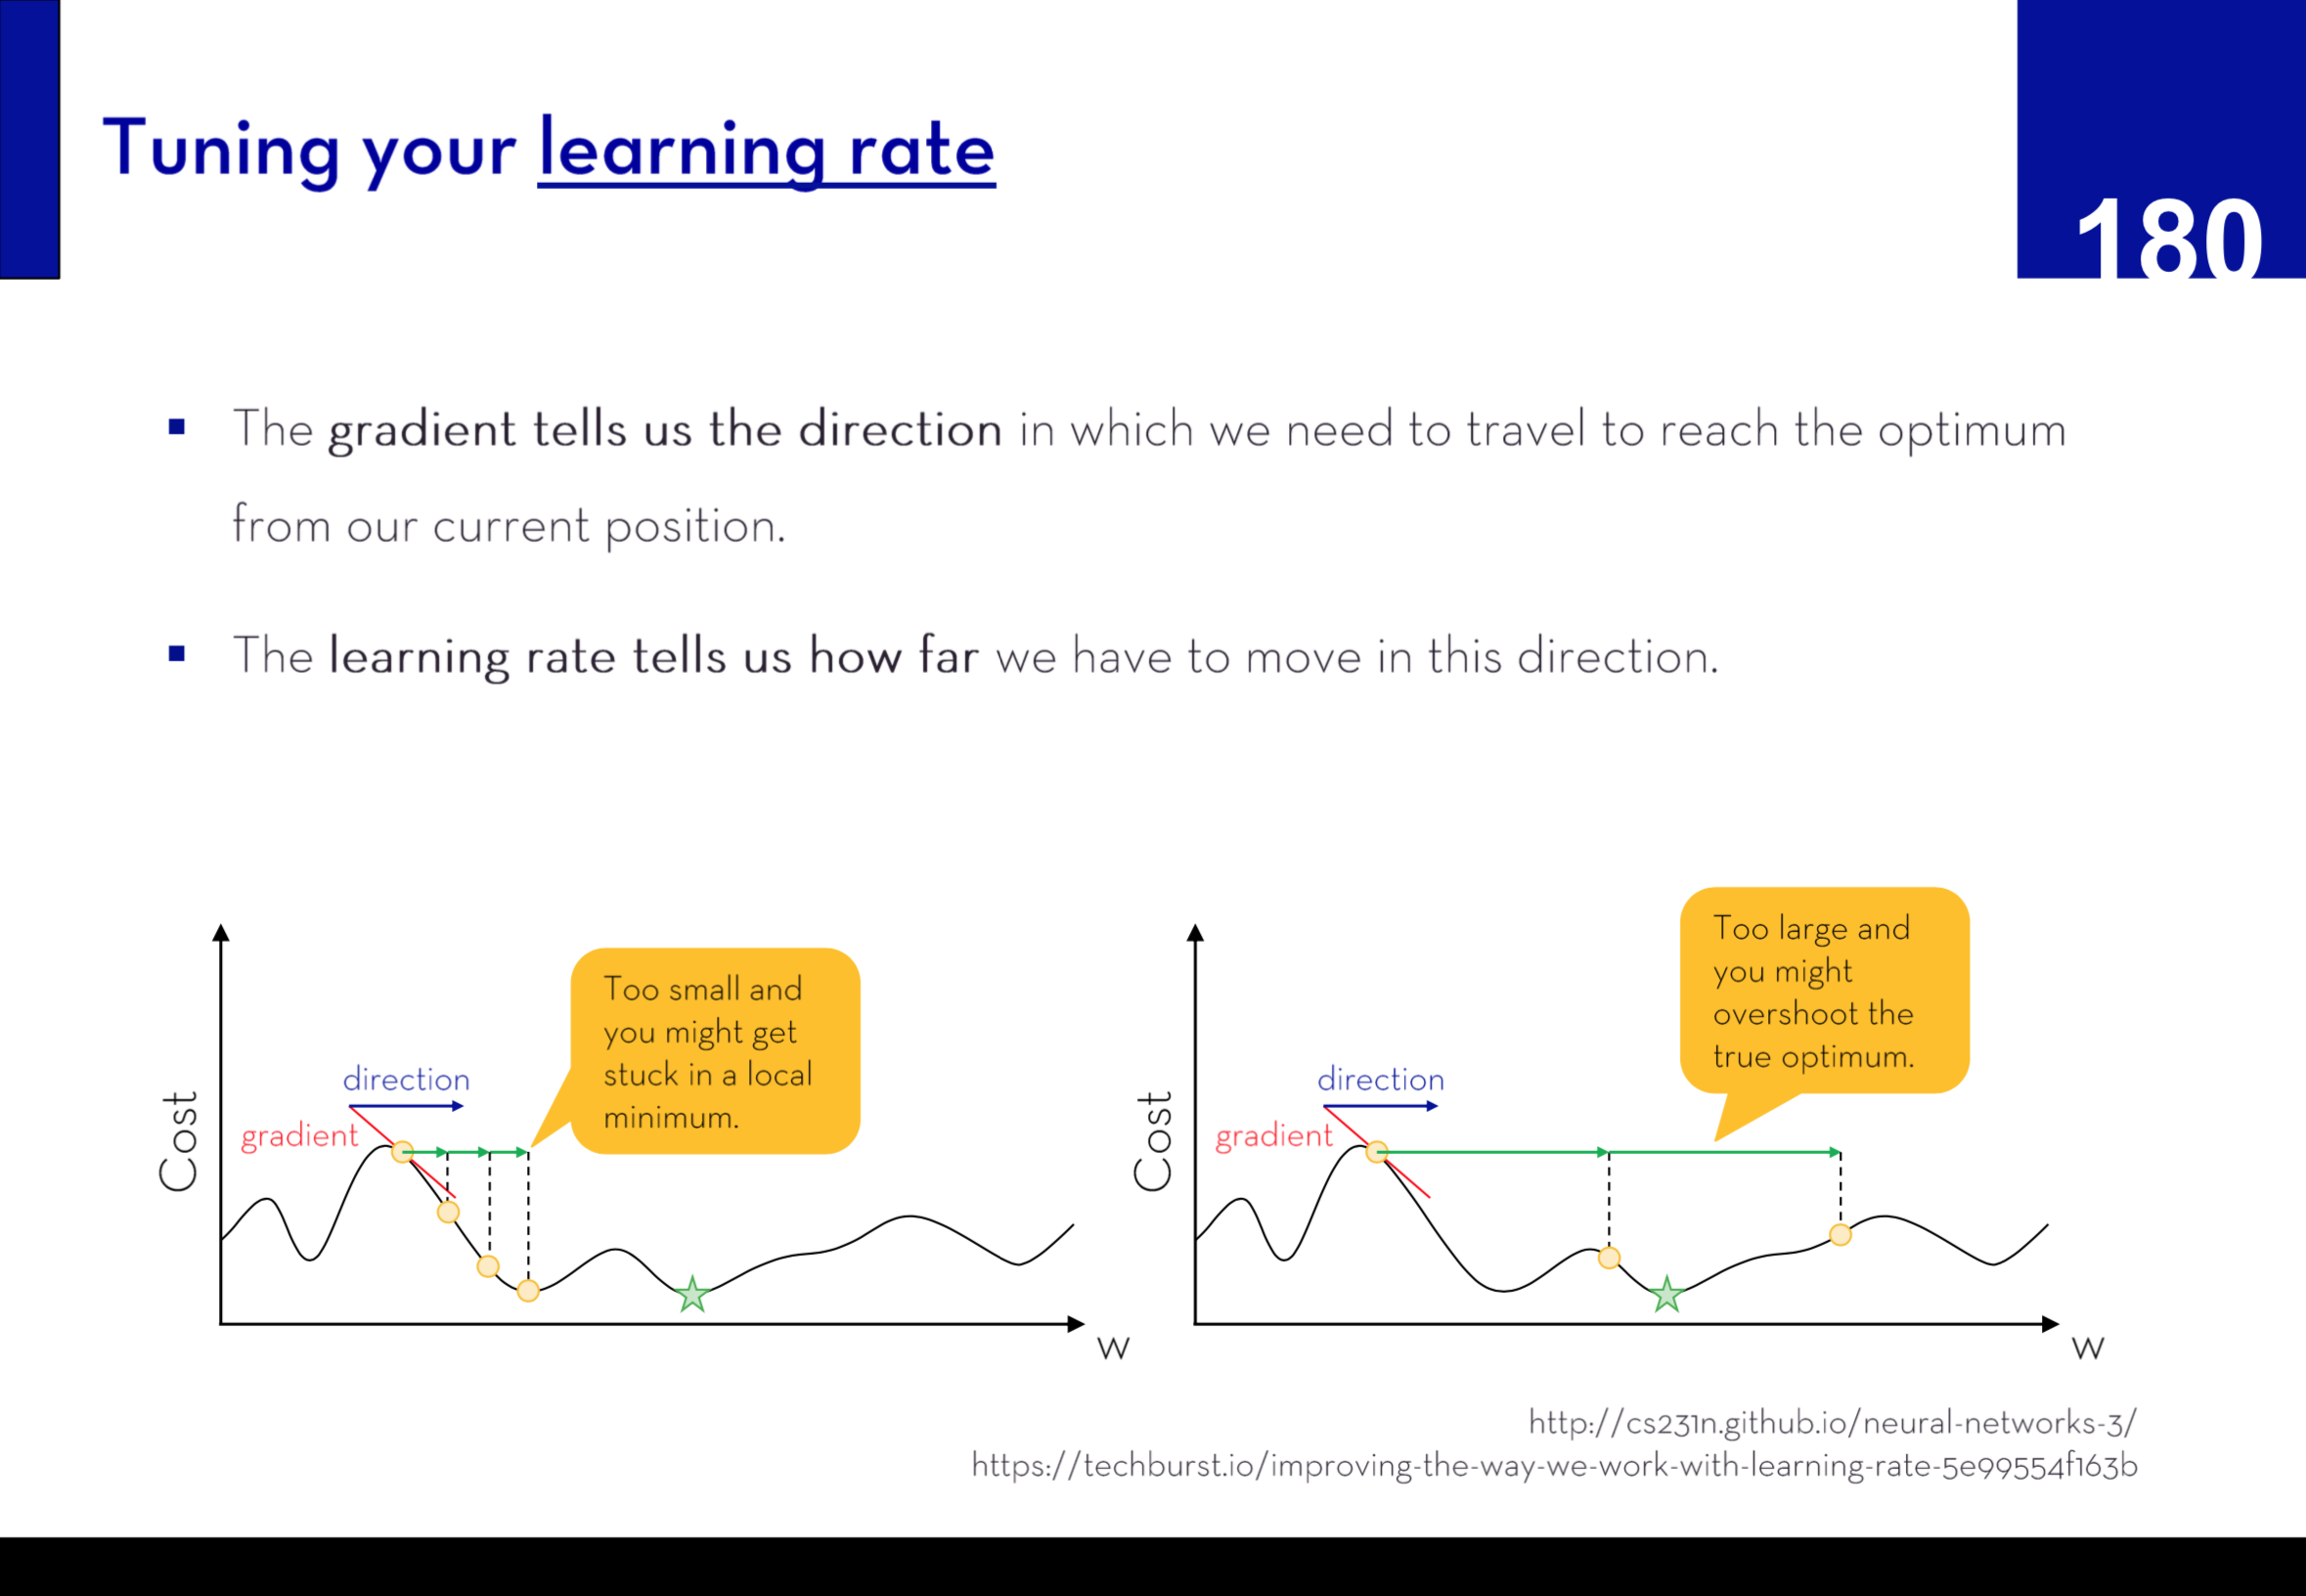 Tuning your learning rate
180
The gradient tells us the direction in which we need to travel to reach the optimum
from our current position.
The learning rate tells us how far we have to move in this direction.
Cost
gradient
direction
Too small and
you might get
stuck in a local
minimum.
w
Cost
gradient
direction
Too large and
you might
overshoot the
true optimum.
w
http://cs231n.github.io/neural-networks-3/
https://techburst.io/improving-the-way-we-work-with-learning-rate-5e99554f163b